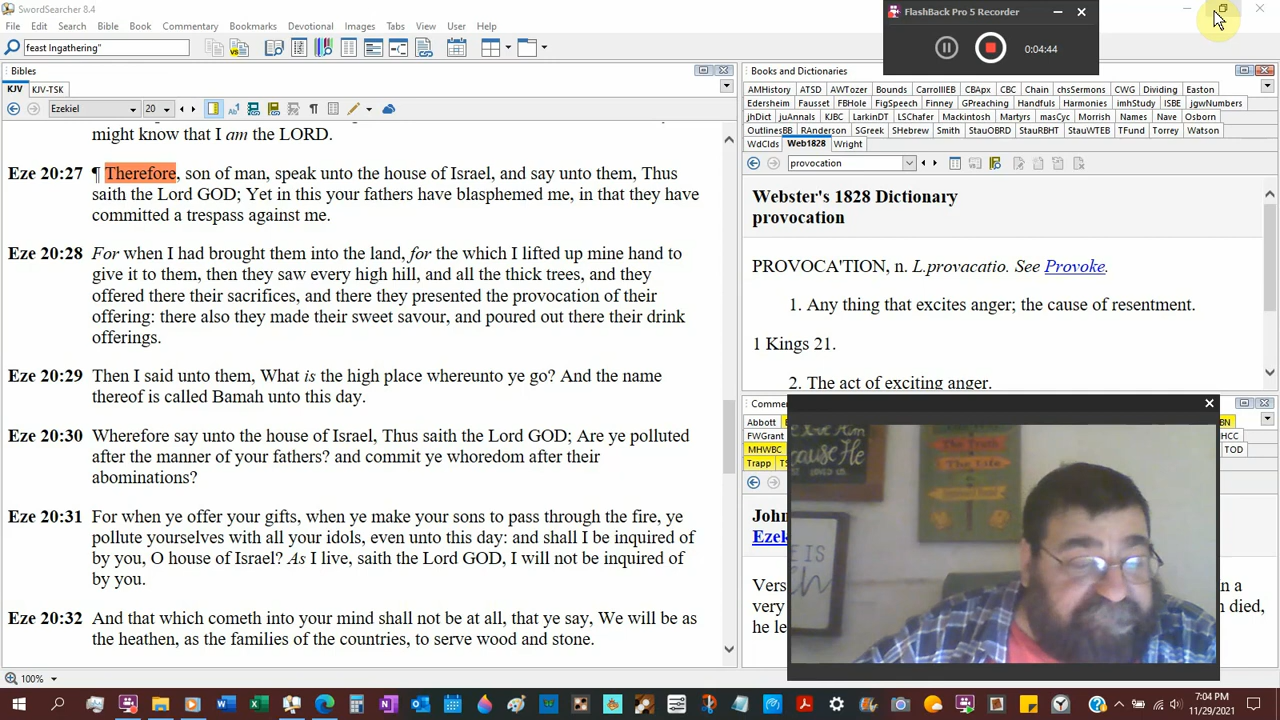 SwordSearcher 8.4
File Edit View Search Bible Book Commentary Bookmarks Devotional Images Tabs View Library Window Help
feast Ingathering"
FlashBack Pro 5 Recorder
0:04:44
Bibles
KJV KJV-TSK
Ezekiel 20
might know that I am the LORD.
Eze 20:27 ¶ Therefore, son of man, speak unto the house of Israel, and say unto them, Thus
saith the Lord GOD; Yet in this your fathers have blasphemed me, in that they have
committed a trespass against me.
Eze 20:28 For when I had brought them into the land, for the which I lifted up mine hand to
give it to them, then they saw every high hill, and all the thick trees, and they
offered there their sacrifices, and there they presented the provocation of their
offering: there also they made their sweet savour, and poured out there their drink
offerings.
Eze 20:29 Then I said unto them, What is the high place whereunto ye go? And the name
thereof is called Bamah unto this day.
Eze 20:30 Wherefore say unto the house of Israel, Thus saith the Lord GOD; Are ye polluted
after the manner of your fathers? and commit ye whoredom after their
abominations?
Eze 20:31 For when ye offer your gifts, when ye make your sons to pass through the fire, ye
pollute yourselves with all your idols, even unto this day: and shall I be inquired of
by you, O house of Israel? As I live, saith the Lord GOD, I will not be inquired of
by you.
Eze 20:32 And that which cometh into your mind shall not be at all, that ye say, We will be as
the heathen, as the families of the countries, to serve wood and stone.
100%
Books and Dictionaries
AMHistory ATSD AWTozer Bounds CarrollEB CBApx CBC Chain chsSermons CWG Dividing Easton
Edersheim Fausset FBHole FigSpeech Finney GPreaching Handfuls Harmonies imhStudy ISBE jgwNumbers
jhDict juAnnals KJBC LarkinDT LSChafer Mackintosh Martyrs masCyc Morrish Names Nave Osborn
OutlinesBB RAnderson SGreek SHebrew Smith StauOBRD StauRBHT StauWTEB TFund Torrey Watson
WdClds Web1828 Wright
provocation
Webster's 1828 Dictionary
provocation
PROVOCA'TION, n. L.provacatio. See Provoke.
1. Any thing that excites anger; the cause of resentment.
1 Kings 21.
2. The act of exciting anger.
Comme
Abbott BN
FWGrant HCC
MHWBC TOD
Trapp
John
Ezek
Vers n a
very n died,
he le
7:04 PM
11/29/2021